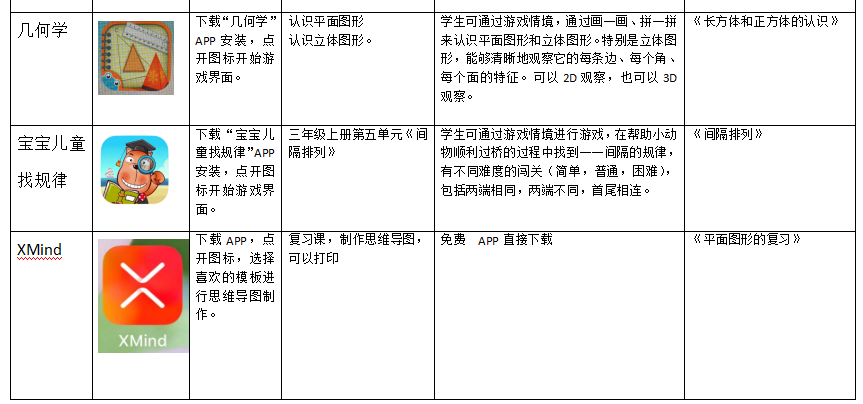 几何学
下载“几何学”
APP 安装，点
开图标开始游
戏界面。
认识平面图形
认识立体图形。
学生可通过游戏情境，通过画一画、拼一拼
来认识平面图形和立体图形。特别是立体图
形，能够清晰地观察它的每条边、每个角、
每个面的特征。可以 2D 观察，也可以 3D
观察。
《长方体和正方体的认识》
宝宝儿童
找规律
下载“宝宝儿
童找规律”APP
安装，点开图
标开始游戏界
面。
三年级上册第五单元《间
隔排列》
学生可通过游戏情境进行游戏，在帮助小动
物顺利过桥的过程中找到一一间隔的规律，
有不同难度的闯关（简单，普通，困难），
包括两端相同，两端不同，首尾相连。
《间隔排列》
XMind
XMind
下载 APP，点
开图标，选择
喜欢的模板进
行思维导图制
作。
复习课，制作思维导图，
可以打印
免费 APP 直接下载
《平面图形的复习》